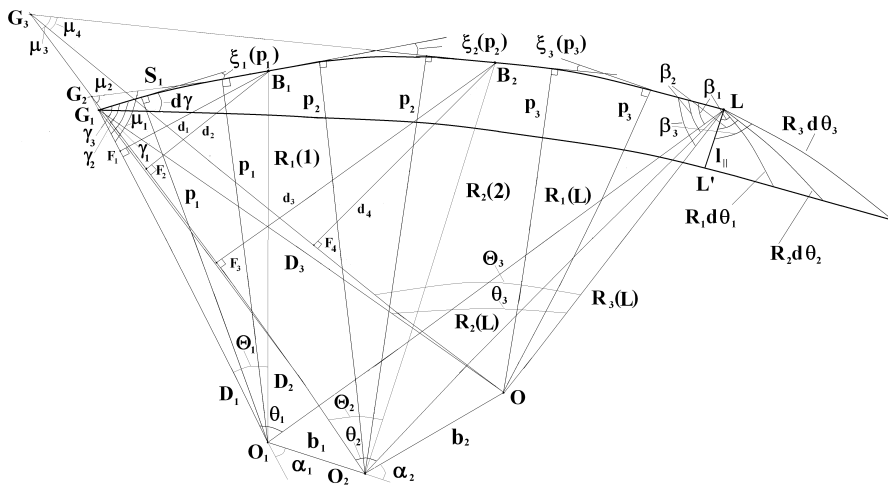 G₃
μ₄
μ₃
ξ₁(p₁)
ξ₂(p₂)
ξ₃(p₃)
S₁
μ₂
G₂
B₁
B₂
β₂
β₁
L
dγ
p₂
p₂
p₃
p₃
G₁
μ₁
d₁
d₂
β₃
R₃dθ₃
γ₃
γ₂
F₁
γ₁
F₂
p₁
p₁
R₁(1)
l||
L'
R₂(2)
R₁(L)
d₃
d₄
R₁dθ₁
F₃
F₄
R₂dθ₂
D₃
Θ₃
θ₃
R₃(L)
R₂(L)
Θ₁
D₁
D₂
Θ₂
O
θ₁
θ₂
O₁
b₁
b₂
α₁
O₂
α₂